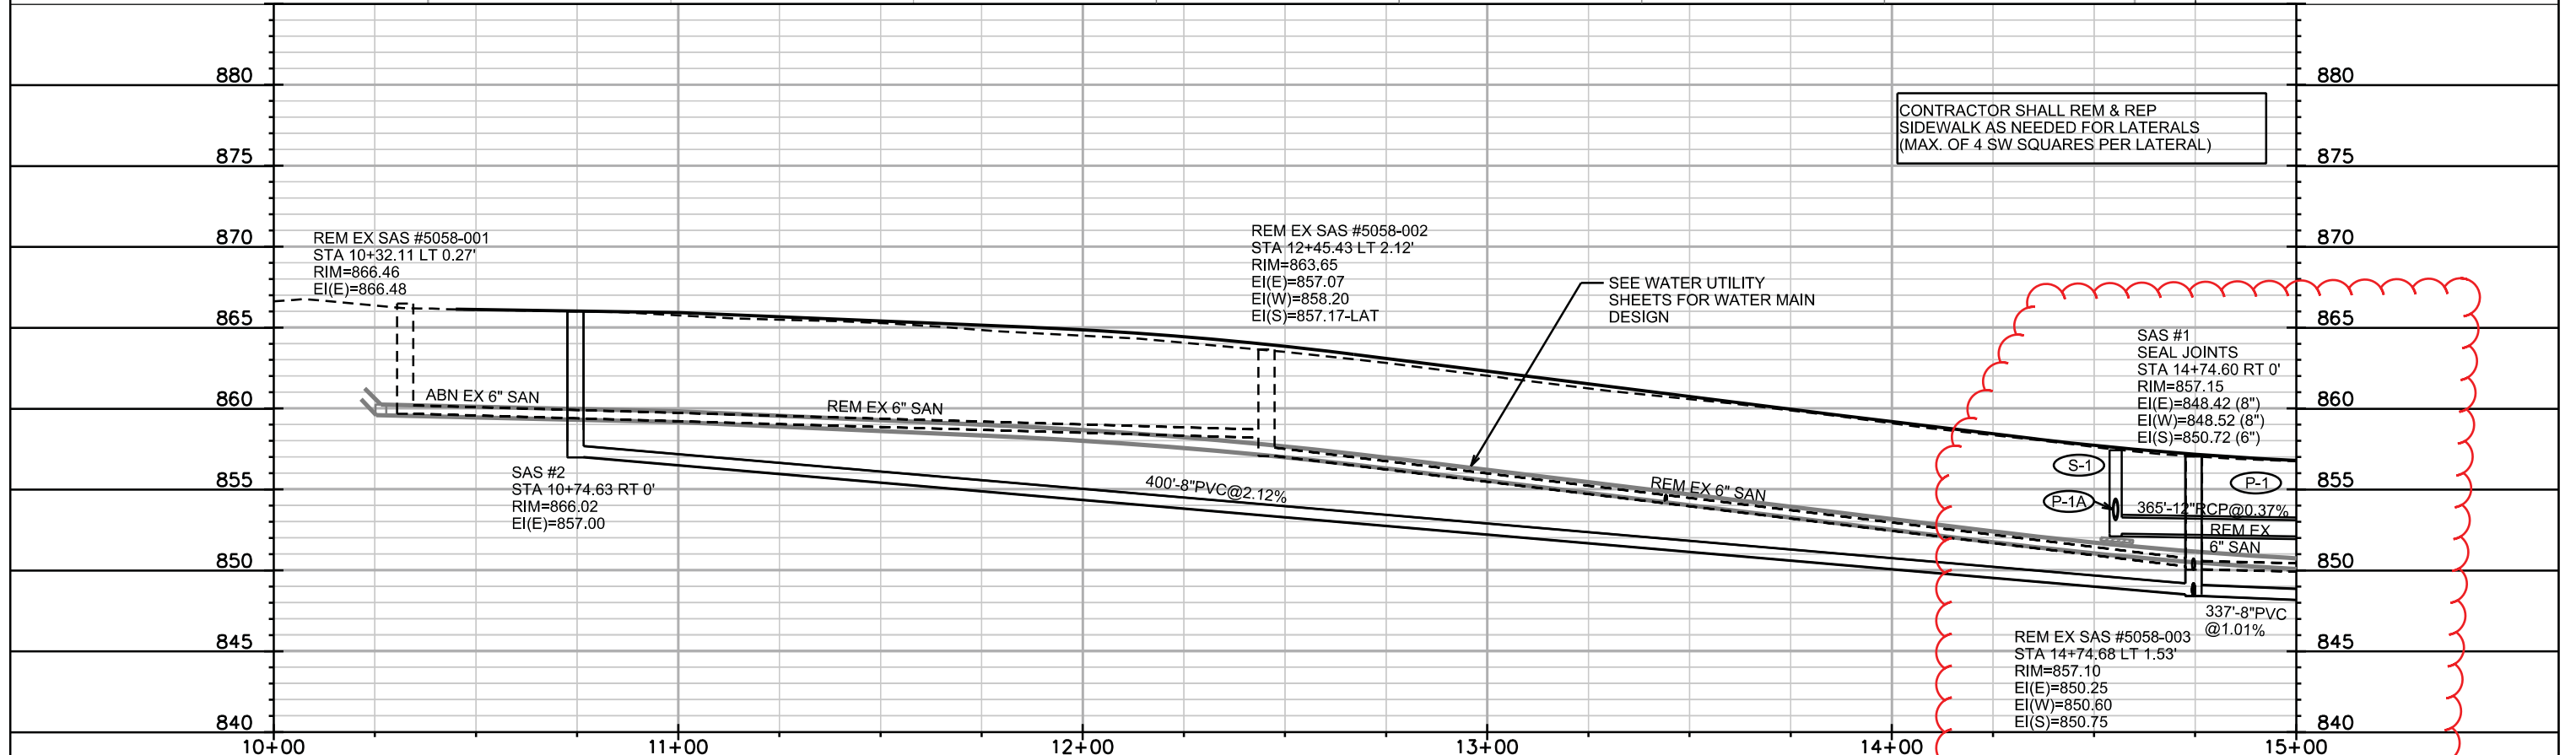 880
875
870
865
860
855
850
845
840
880
875
870
865
860
855
850
845
840
CONTRACTOR SHALL REM & REP
SIDEWALK AS NEEDED FOR LATERALS
(MAX. OF 4 SW SQUARES PER LATERAL)
REM EX SAS #5058-001
STA 10+32.11 LT 0.27'
RIM=866.46
EI(E)=866.48
REM EX SAS #5058-002
STA 12+45.43 LT 2.12'
RIM=863.65
EI(E)=857.07
EI(W)=858.20
EI(S)=857.17-LAT
SEE WATER UTILITY
SHEETS FOR WATER MAIN
DESIGN
SAS #1
SEAL JOINTS
STA 14+74.60 RT 0'
RIM=857.15
EI(E)=848.42 (8")
EI(W)=848.52 (8")
EI(S)=850.72 (6")
ABN EX 6" SAN
REM EX 6" SAN
SAS #2
STA 10+74.63 RT 0'
RIM=866.02
EI(E)=857.00
400'-8"PVC@2.12%
REM EX 6" SAN
S-1
P-1
P-1A
365'-12"RCP@0.37%
REM EX
6" SAN
337'-8"PVC
@1.01%
REM EX SAS #5058-003
STA 14+74.68 LT 1.53'
RIM=857.10
EI(E)=850.25
EI(W)=850.60
EI(S)=850.75
10+00
11+00
12+00
13+00
14+00
15+00